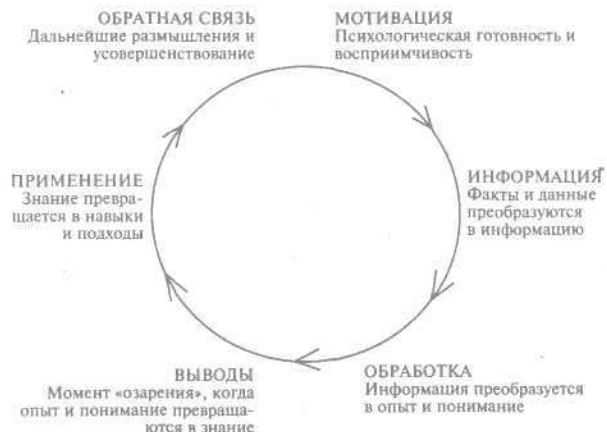 ОБРАТНАЯ СВЯЗЬ
Дальнейшие размышления и
усовершенствование
МОТИВАЦИЯ
Психологическая готовность и
восприимчивость
ИНФОРМАЦИЯ
Факты и данные
преобразуются
в информацию
ОБРАБОТКА
Информация преобразуется
в опыт и понимание
ВЫВОДЫ
Момент «озарения», когда
опыт и понимание превраща-
ются в знание
ПРИМЕНЕНИЕ
Знание превра-
щается в навыки
и подходы